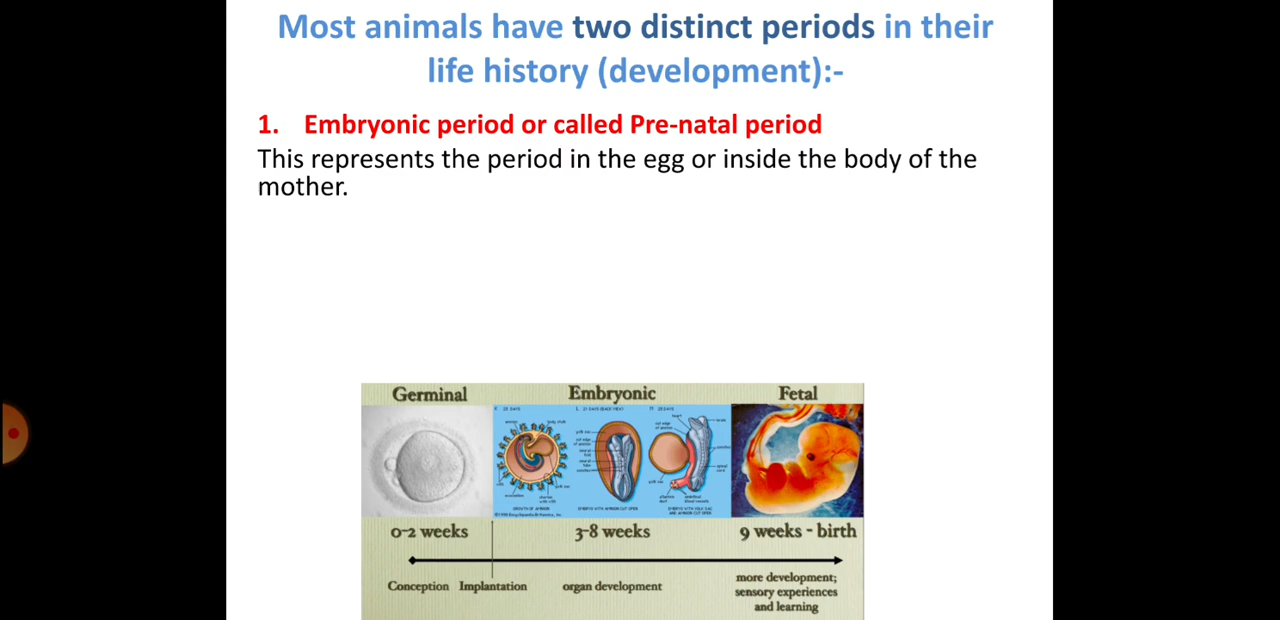 Most animals have two distinct periods in their
life history (development):-
1. Embryonic period or called Pre-natal period
This represents the period in the egg or inside the body of the
mother.
Germinal Embryonic Fetal
0-2 weeks 3-8 weeks 9 weeks - birth
Conception Implantation organ development
more development;
sensory experiences
and learning